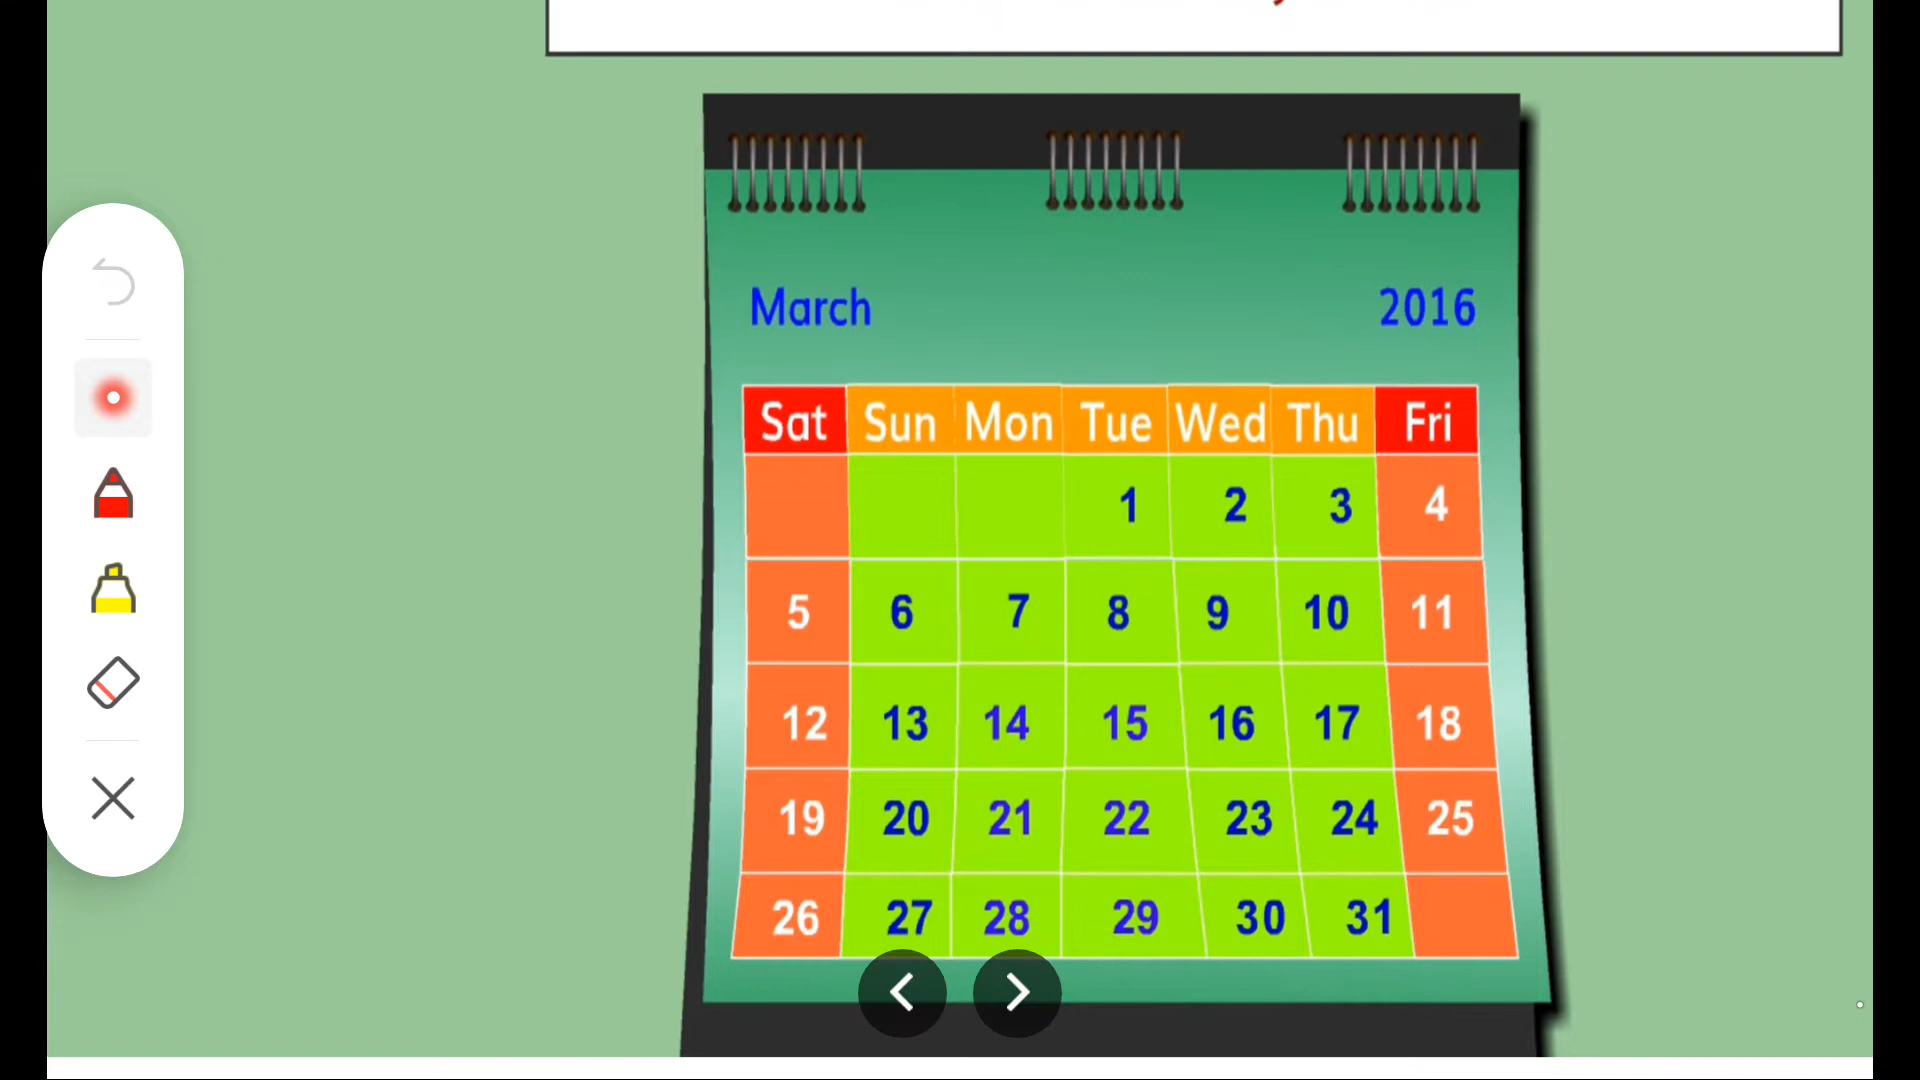 March 2016
Sat Sun Mon Tue Wed Thu Fri
1 2 3 4
5 6 7 8 9 10 11
12 13 14 15 16 17 18
19 20 21 22 23 24 25
26 27 28 29 30 31